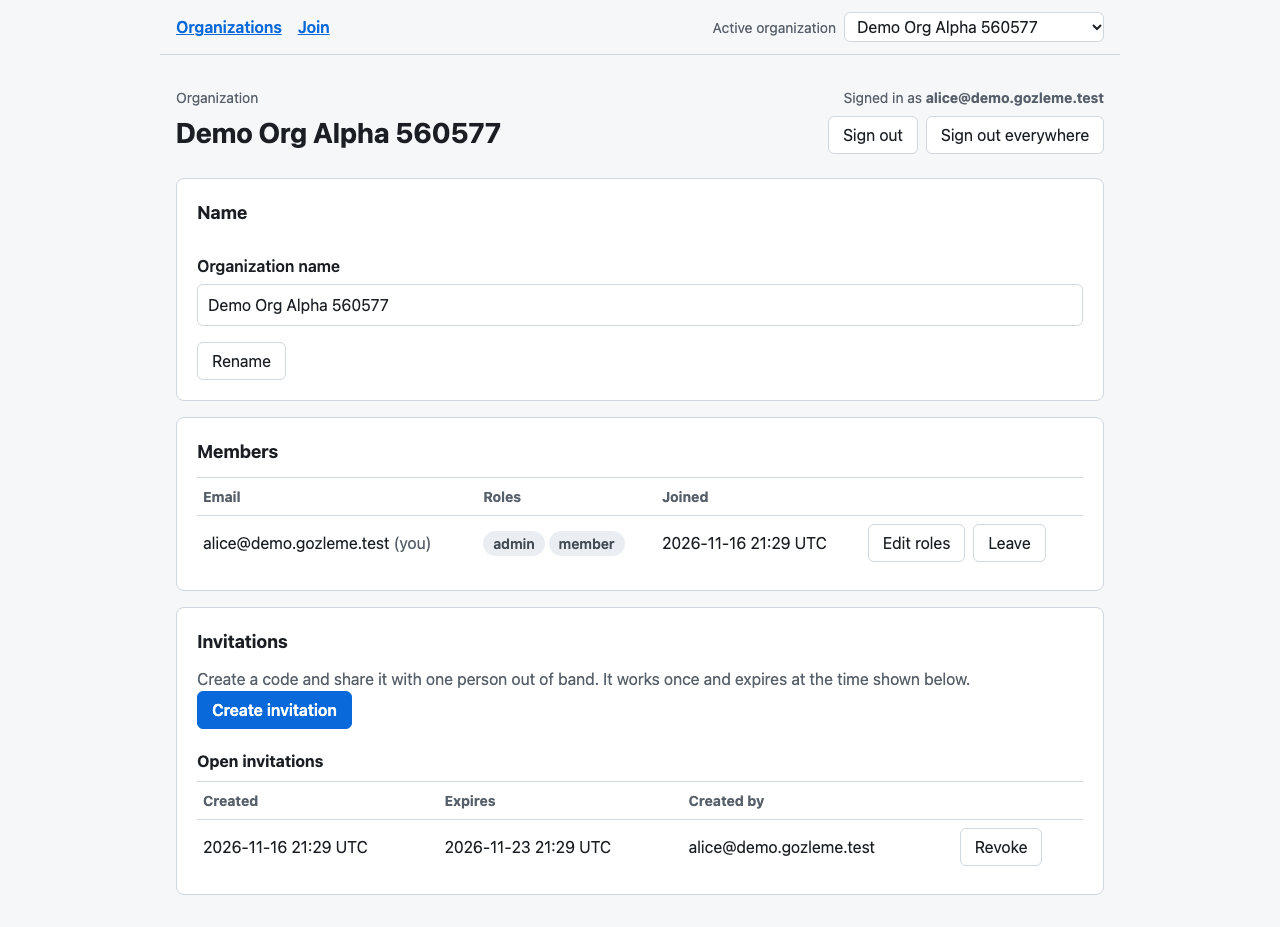 Organizations Join Active organization Demo Org Alpha 560577
Organization Signed in as alice@demo.gozleme.test
Demo Org Alpha 560577 Sign out Sign out everywhere
Name
Organization name
Demo Org Alpha 560577
Rename
Members
Email Roles Joined
alice@demo.gozleme.test (you) admin member 2026-11-16 21:29 UTC Edit roles Leave
Invitations
Create a code and share it with one person out of band. It works once and expires at the time shown below.
Create invitation
Open invitations
Created Expires Created by
2026-11-16 21:29 UTC 2026-11-23 21:29 UTC alice@demo.gozleme.test Revoke